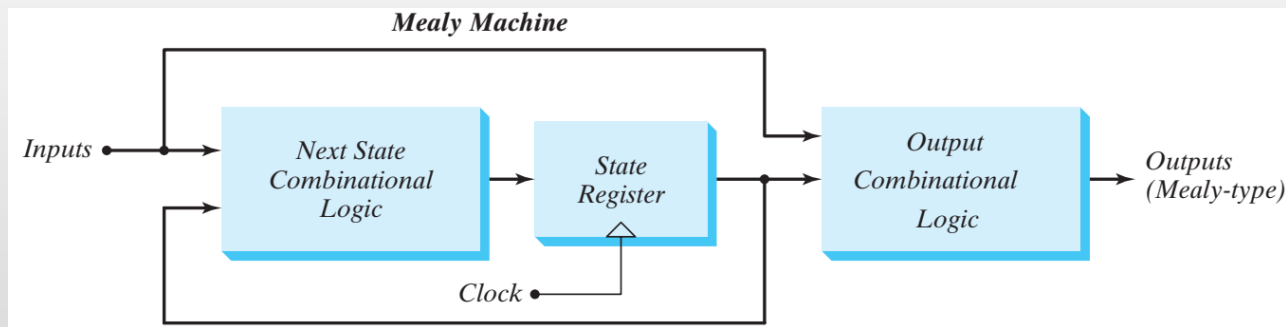 Mealy Machine
Inputs
Next State
Combinational
Logic
State
Register
Output
Combinational
Logic
Outputs
(Mealy-type)
Clock